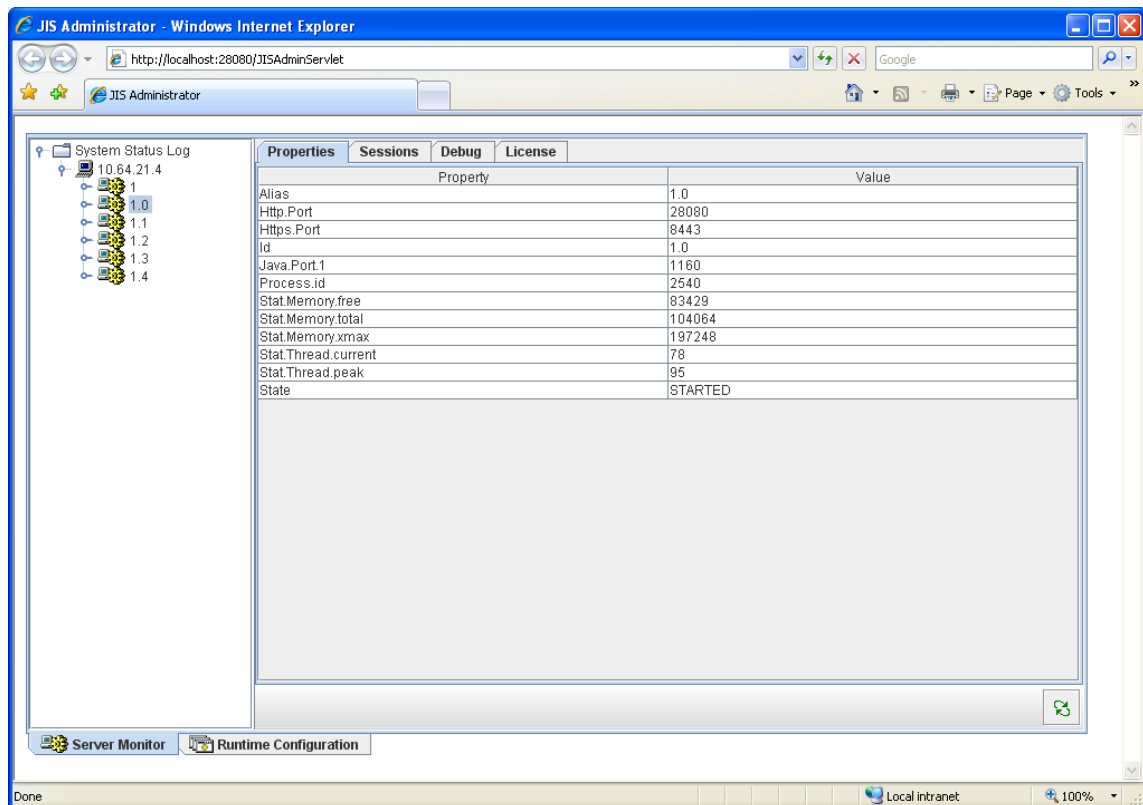 JIS Administrator - Windows Internet Explorer
http://localhost:28080/JISAdminServlet
Google
JIS Administrator
Page
Tools
»
System Status Log
10.64.21.4
1
1.0
1.1
1.2
1.3
1.4
Properties Sessions Debug License
Property Value
Alias 1.0
Http.Port 28080
Https.Port 8443
Id 1.0
Java.Port.1 1160
Process.id 2540
Stat.Memory.free 83429
Stat.Memory.total 104064
Stat.Memory.xmax 197248
Stat.Thread.current 78
Stat.Thread.peak 95
State STARTED
Server Monitor Runtime Configuration
Done Local intranet 100%